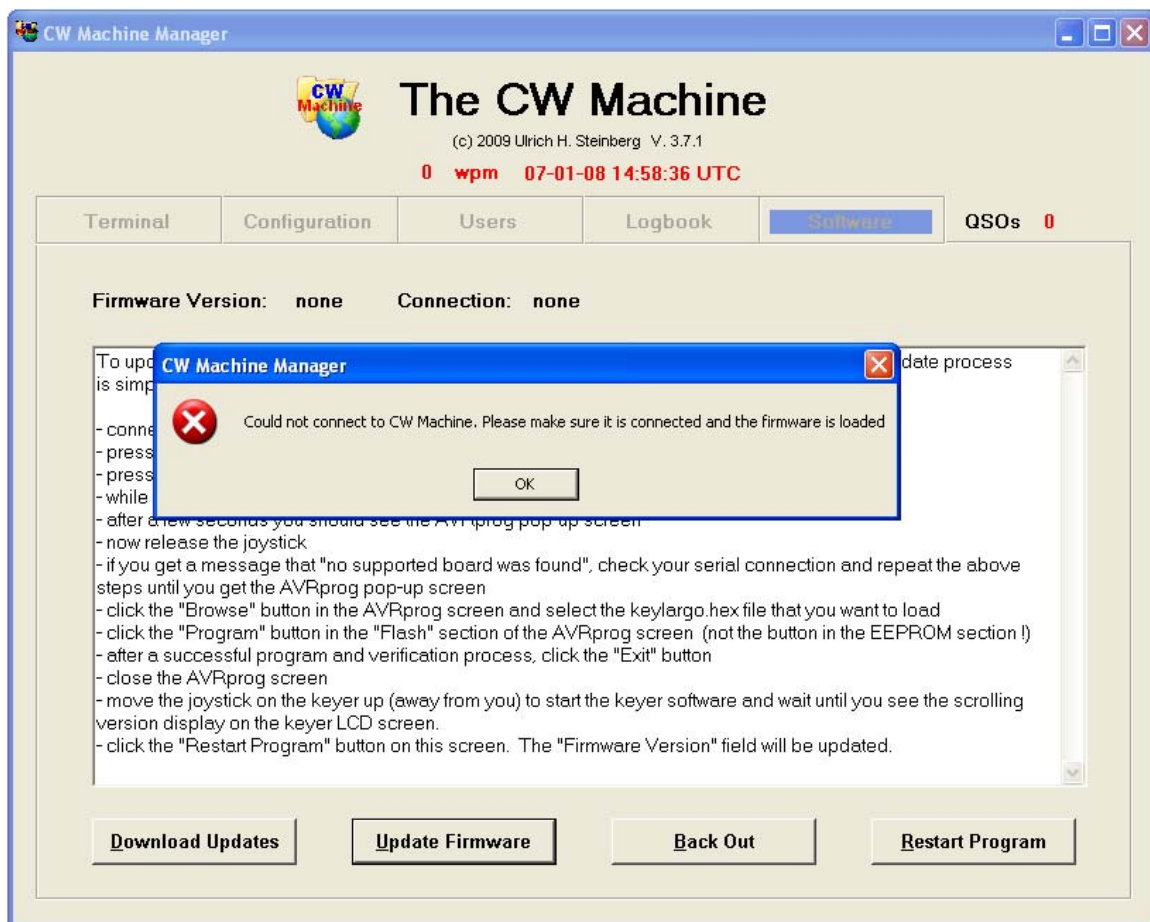 CW Machine Manager
CW
Machine
The CW Machine
(c) 2009 Ulrich H. Steinberg V. 3.7.1
0 wpm 07-01-08 14:58:36 UTC
Terminal Configuration Users Logbook Software QSOs 0
Firmware Version: none Connection: none
To upd
date process
is simp
CW Machine Manager
Could not connect to CW Machine. Please make sure it is connected and the firmware is loaded
OK
- conne
- press
- press
- while
- after a few seconds you should see the AVRprog pop up screen
- now release the joystick
- if you get a message that "no supported board was found", check your serial connection and repeat the above
steps until you get the AVRprog pop-up screen
- click the "Browse" button in the AVRprog screen and select the keylargo.hex file that you want to load
- click the "Program" button in the "Flash" section of the AVRprog screen (not the button in the EEPROM section !)
- after a successful program and verification process, click the "Exit" button
- close the AVRprog screen
- move the joystick on the keyer up (away from you) to start the keyer software and wait until you see the scrolling
version display on the keyer LCD screen.
- click the "Restart Program" button on this screen. The "Firmware Version" field will be updated.
Download Updates Update Firmware Back Out Restart Program